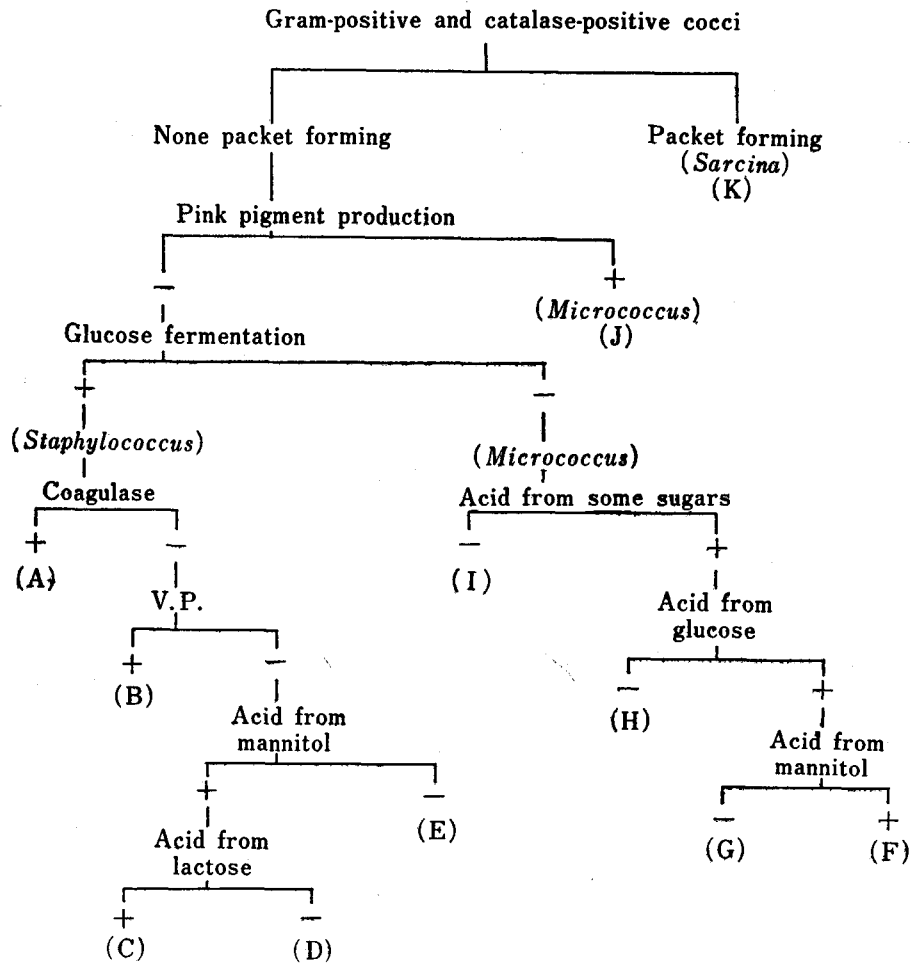 Gram-positive and catalase-positive cocci
None packet forming
Packet forming
(Sarcina)
(K)
Pink pigment production
−
+
(Micrococcus)
(J)
Glucose fermentation
+
−
(Staphylococcus)
(Micrococcus)
Coagulase
Acid from some sugars
+
−
−
+
(A)
(I)
V.P.
Acid from
glucose
+
−
−
+
(B)
(H)
Acid from
mannitol
Acid from
mannitol
+
−
−
+
(E)
(G)
(F)
Acid from
lactose
+
−
(C)
(D)